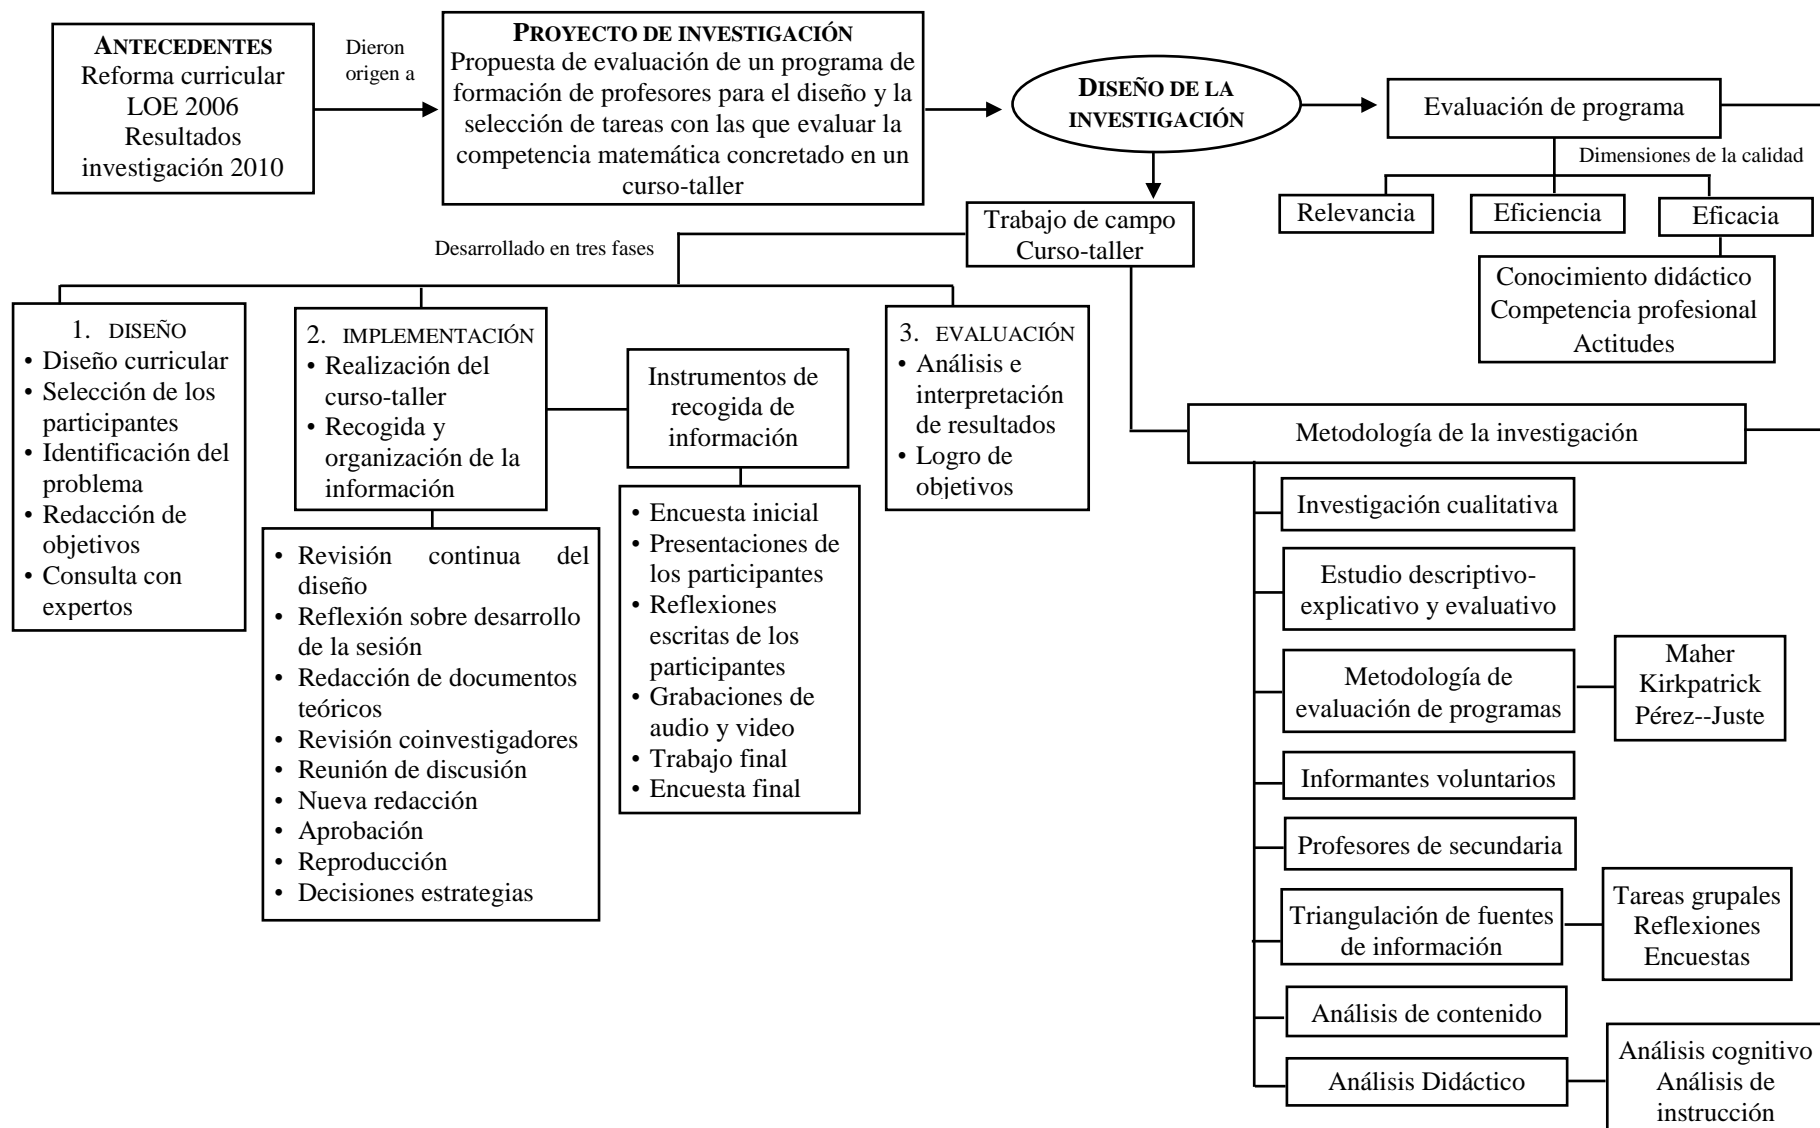 ANTECEDENTES
Reforma curricular
LOE 2006
Resultados
investigación 2010
Dieron
origen a
PROYECTO DE INVESTIGACIÓN
Propuesta de evaluación de un programa de
formación de profesores para el diseño y la
selección de tareas con las que evaluar la
competencia matemática concretado en un
curso-taller
DISEÑO DE LA
INVESTIGACIÓN
Evaluación de programa
Dimensiones de la calidad
Relevancia
Eficiencia
Eficacia
Conocimiento didáctico
Competencia profesional
Actitudes
Trabajo de campo
Curso-taller
Desarrollado en tres fases
1. DISEÑO
• Diseño curricular
• Selección de los
participantes
• Identificación del
problema
• Redacción de
objetivos
• Consulta con
expertos
2. IMPLEMENTACIÓN
• Realización del
curso-taller
• Recogida y
organización de la
información
• Revisión continua del
diseño
• Reflexión sobre desarrollo
de la sesión
• Redacción de documentos
teóricos
• Revisión coinvestigadores
• Reunión de discusión
• Nueva redacción
• Aprobación
• Reproducción
• Decisiones estrategias
Instrumentos de
recogida de
información
• Encuesta inicial
• Presentaciones de
los participantes
• Reflexiones
escritas de los
participantes
• Grabaciones de
audio y video
• Trabajo final
• Encuesta final
3. EVALUACIÓN
• Análisis e
interpretación
de resultados
• Logro de
objetivos
Metodología de la investigación
Investigación cualitativa
Estudio descriptivo-
explicativo y evaluativo
Metodología de
evaluación de programas
Maher
Kirkpatrick
Pérez--Juste
Informantes voluntarios
Profesores de secundaria
Triangulación de fuentes
de información
Tareas grupales
Reflexiones
Encuestas
Análisis de contenido
Análisis Didáctico
Análisis cognitivo
Análisis de
instrucción